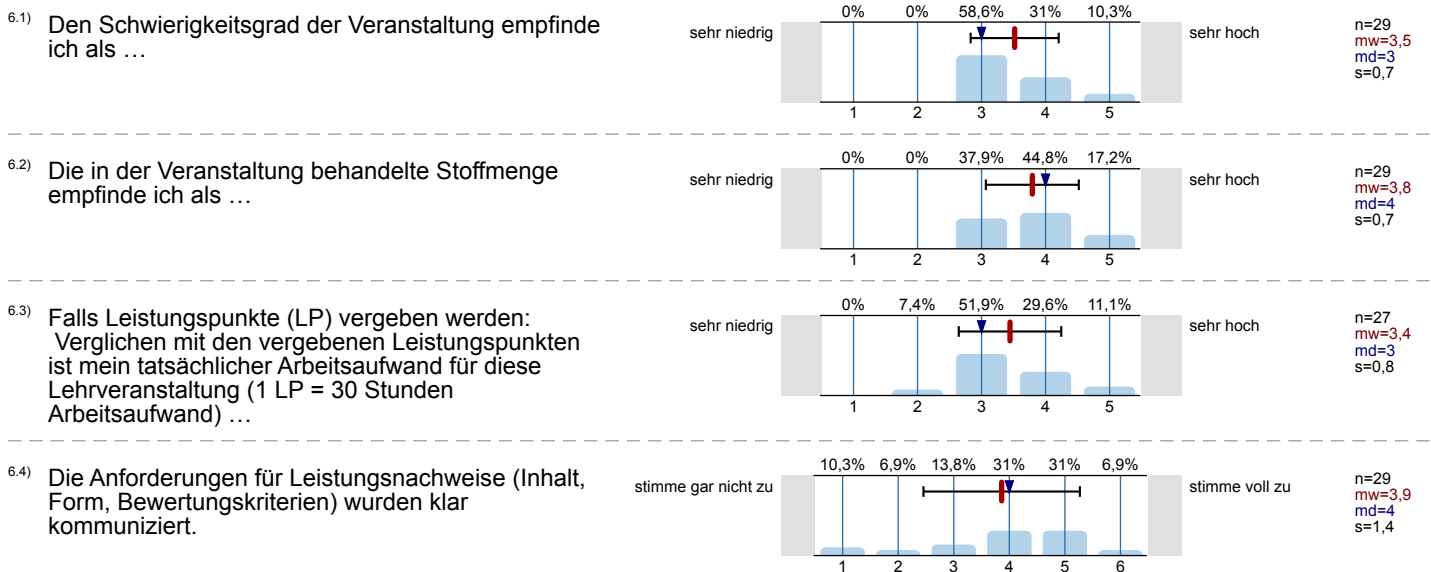 6.1) Den Schwierigkeitsgrad der Veranstaltung empfinde
ich als …
sehr niedrig
0% 0% 58,6% 31% 10,3%
1 2 3 4 5
sehr hoch
n=29
mw=3,5
md=3
s=0,7
6.2) Die in der Veranstaltung behandelte Stoffmenge
empfinde ich als …
sehr niedrig
0% 0% 37,9% 44,8% 17,2%
1 2 3 4 5
sehr hoch
n=29
mw=3,8
md=4
s=0,7
6.3) Falls Leistungspunkte (LP) vergeben werden:
Verglichen mit den vergebenen Leistungspunkten
ist mein tatsächlicher Arbeitsaufwand für diese
Lehrveranstaltung (1 LP = 30 Stunden
Arbeitsaufwand) …
sehr niedrig
0% 7,4% 51,9% 29,6% 11,1%
1 2 3 4 5
sehr hoch
n=27
mw=3,4
md=3
s=0,8
6.4) Die Anforderungen für Leistungsnachweise (Inhalt,
Form, Bewertungskriterien) wurden klar
kommuniziert.
stimme gar nicht zu
10,3% 6,9% 13,8% 31% 31% 6,9%
1 2 3 4 5 6
stimme voll zu
n=29
mw=3,9
md=4
s=1,4